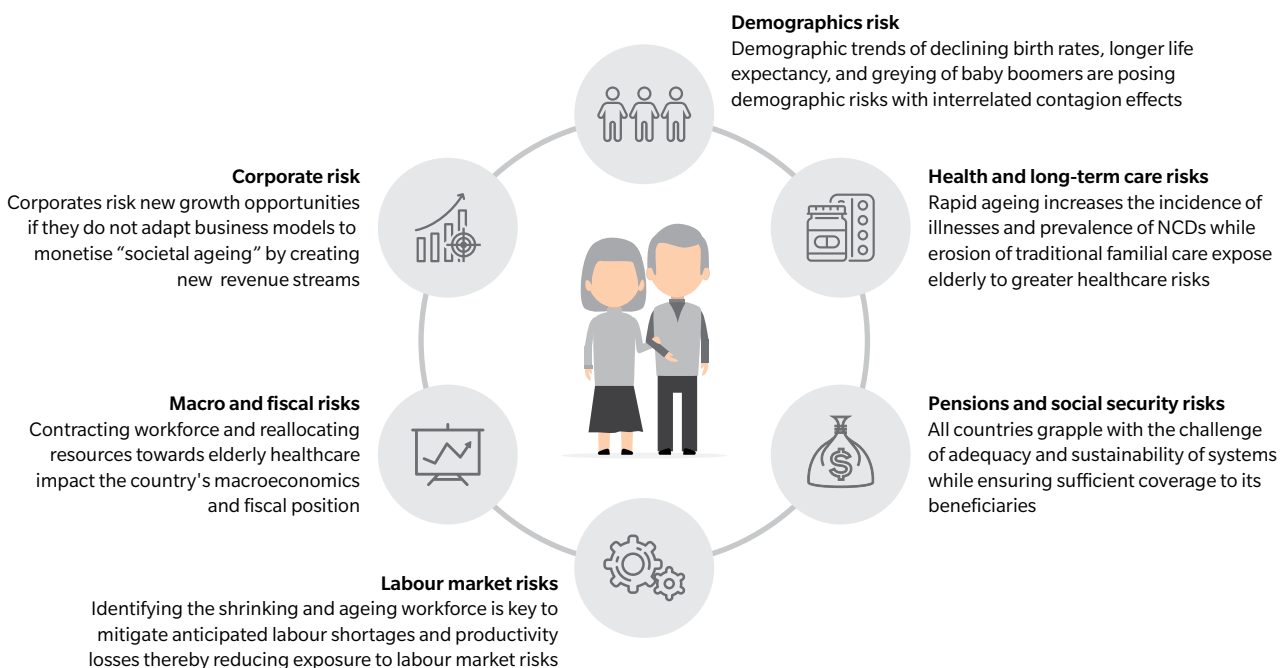 Demographics risk
Demographic trends of declining birth rates, longer life
expectancy, and greying of baby boomers are posing
demographic risks with interrelated contagion effects
Health and long-term care risks
Rapid ageing increases the incidence of
illnesses and prevalence of NCDs while
erosion of traditional familial care expose
elderly to greater healthcare risks
Pensions and social security risks
All countries grapple with the challenge
of adequacy and sustainability of systems
while ensuring sufficient coverage to its
beneficiaries
$
Labour market risks
Identifying the shrinking and ageing workforce is key to
mitigate anticipated labour shortages and productivity
losses thereby reducing exposure to labour market risks
Macro and fiscal risks
Contracting workforce and reallocating
resources towards elderly healthcare
impact the country's macroeconomics
and fiscal position
Corporate risk
Corporates risk new growth opportunities
if they do not adapt business models to
monetise “societal ageing” by creating
new revenue streams